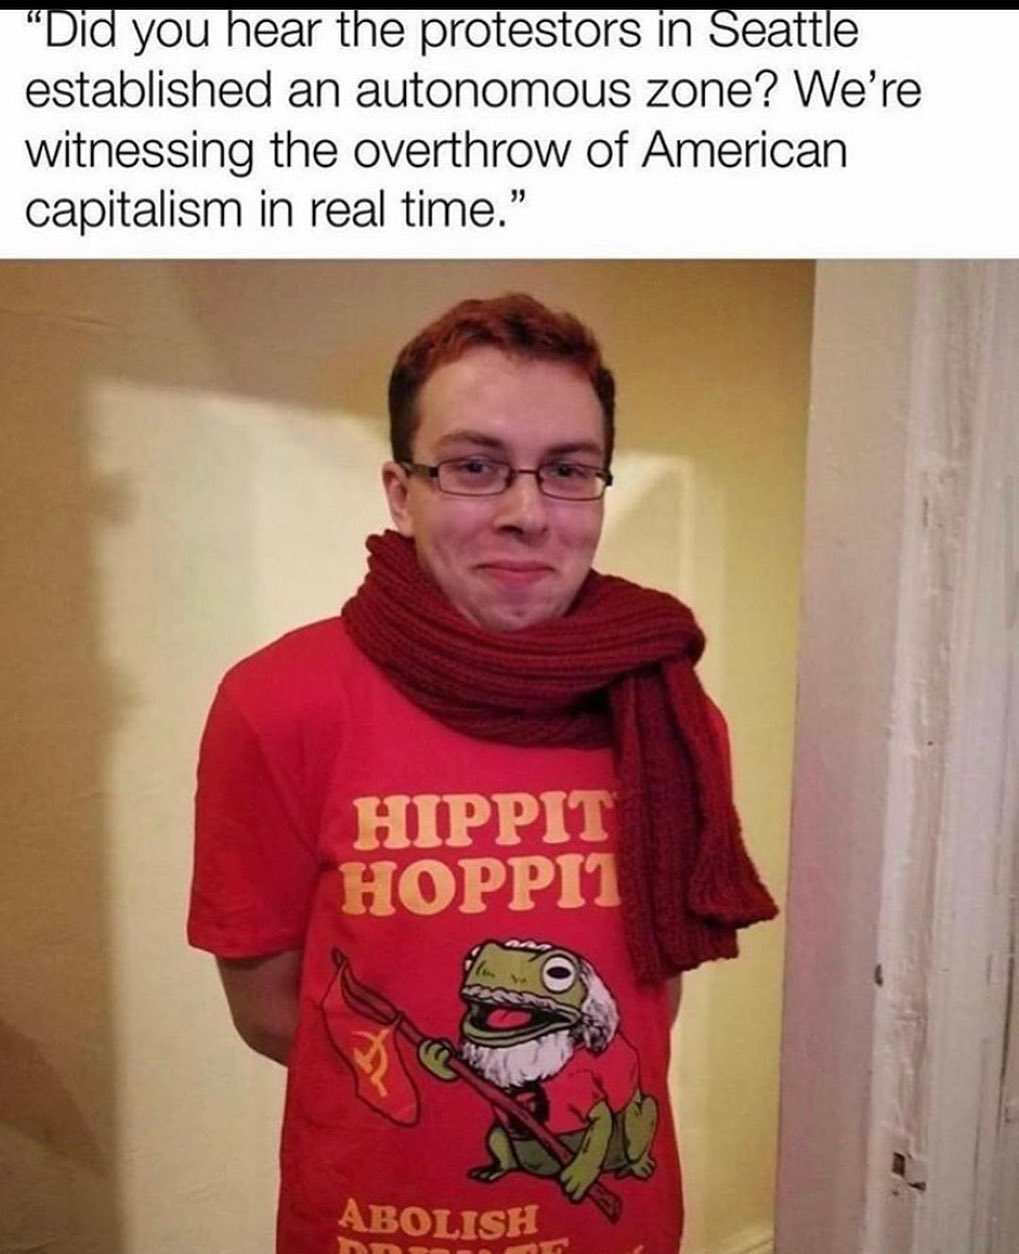 “Did you hear the protestors in Seattle
established an autonomous zone? We’re
witnessing the overthrow of American
capitalism in real time.”
HIPPIT
HOPPIT
ABOLISH